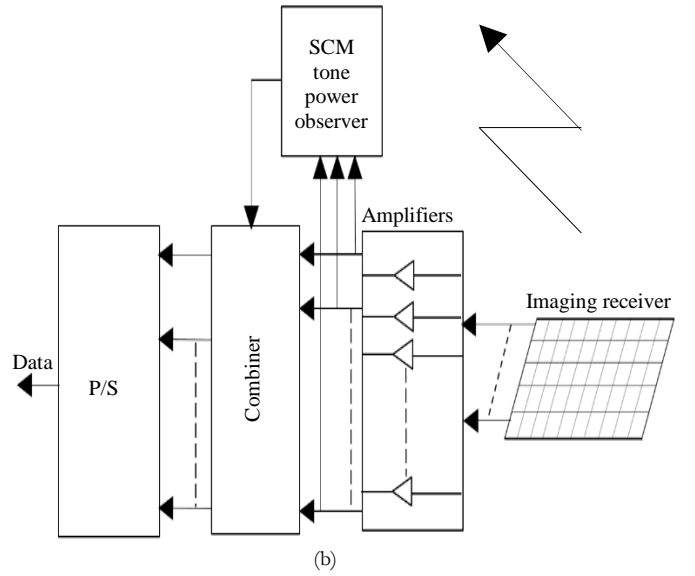 SCM
tone
power
observer
Amplifiers
Imaging receiver
Data
P/S
Combiner
(b)